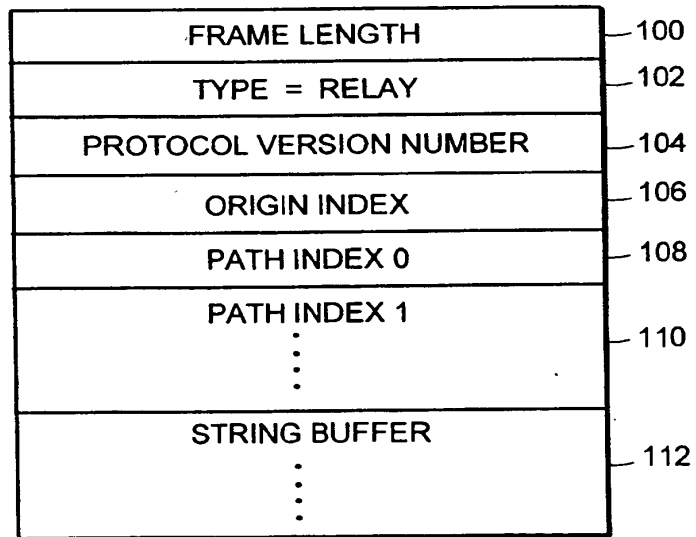 FRAME LENGTH 100
TYPE = RELAY 102
PROTOCOL VERSION NUMBER 104
ORIGIN INDEX 106
PATH INDEX 0 108
PATH INDEX 1 110
STRING BUFFER 112